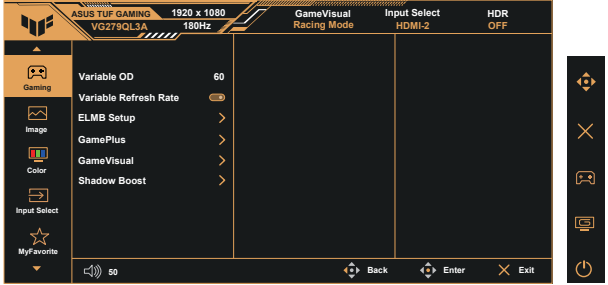 ASUS TUF GAMING 1920 x 1080 GameVisual Input Select HDR
VG279QL3A 180Hz Racing Mode HDMI-2 OFF
Gaming
Image
Color
Input Select
MyFavorite
Variable OD 60
Variable Refresh Rate
ELMB Setup
GamePlus
GameVisual
Shadow Boost
50 Back Enter Exit